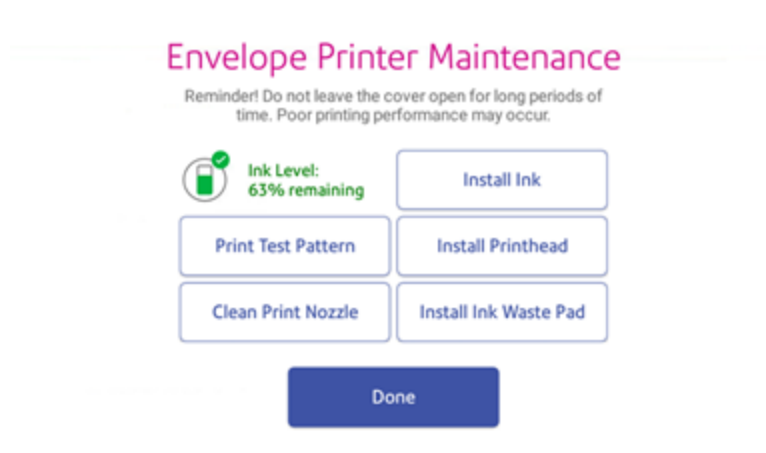 Envelope Printer Maintenance
Reminder! Do not leave the cover open for long periods of
time. Poor printing performance may occur.
Ink Level:
63% remaining
Install Ink
Print Test Pattern
Install Printhead
Clean Print Nozzle
Install Ink Waste Pad
Done